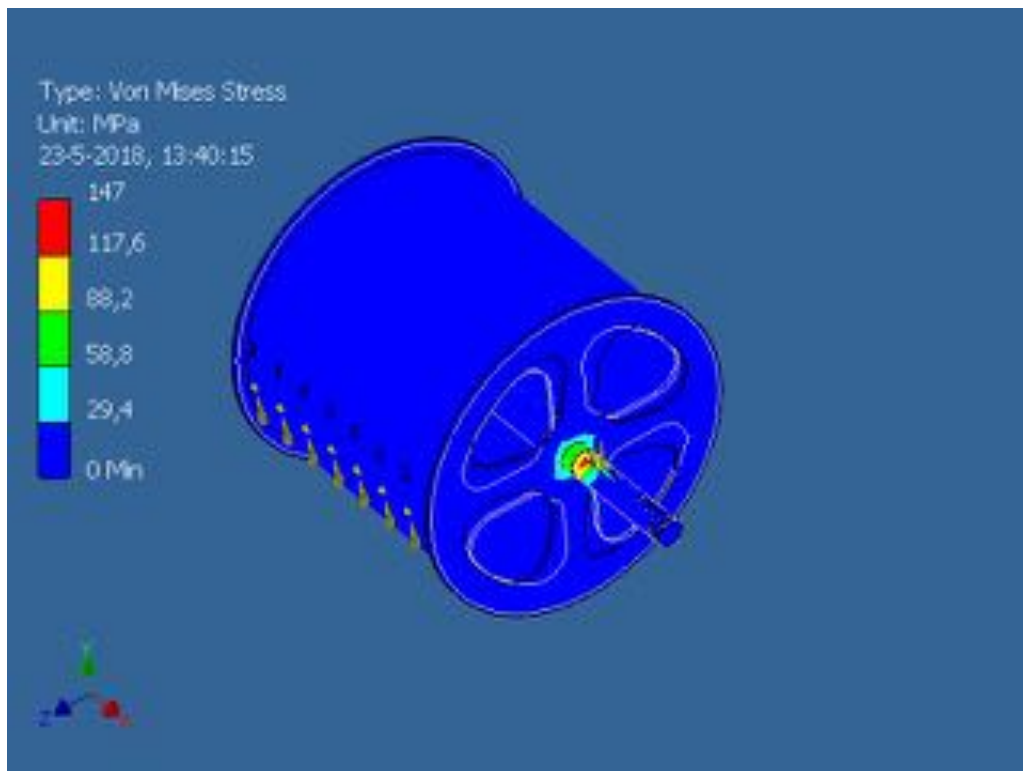 Type: Von Mises Stress
Unit: MPa
23-5-2018, 13:40:15
147
117,6
88,2
58,8
29,4
0 Min
Y
Z
X